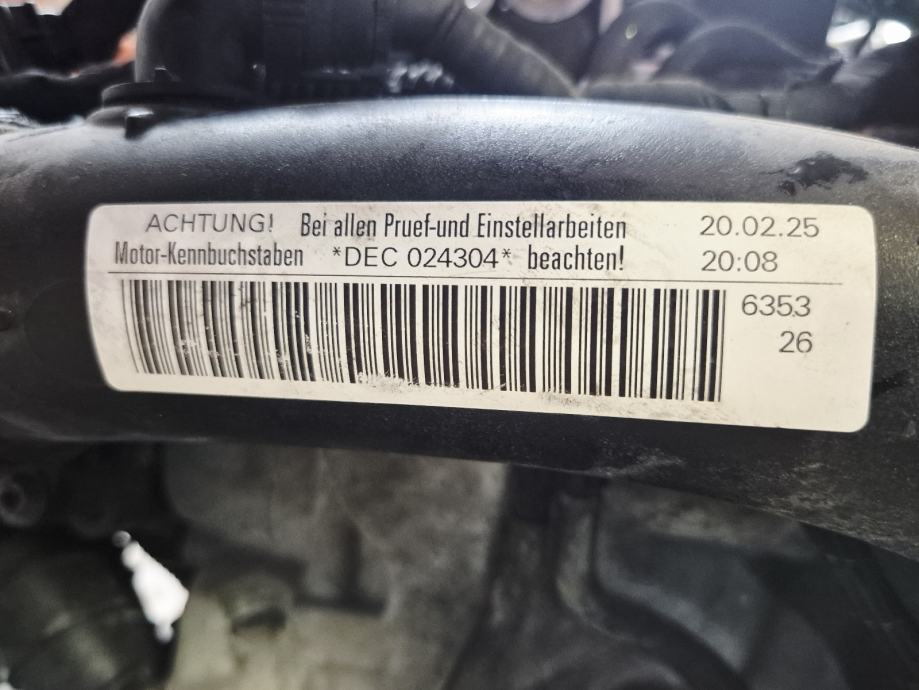 ACHTUNG! Bei allen Pruef-und Einstellarbeiten 20.02.25
Motor-Kennbuchstaben *DEC 024304* beachten! 20:08
6353
26